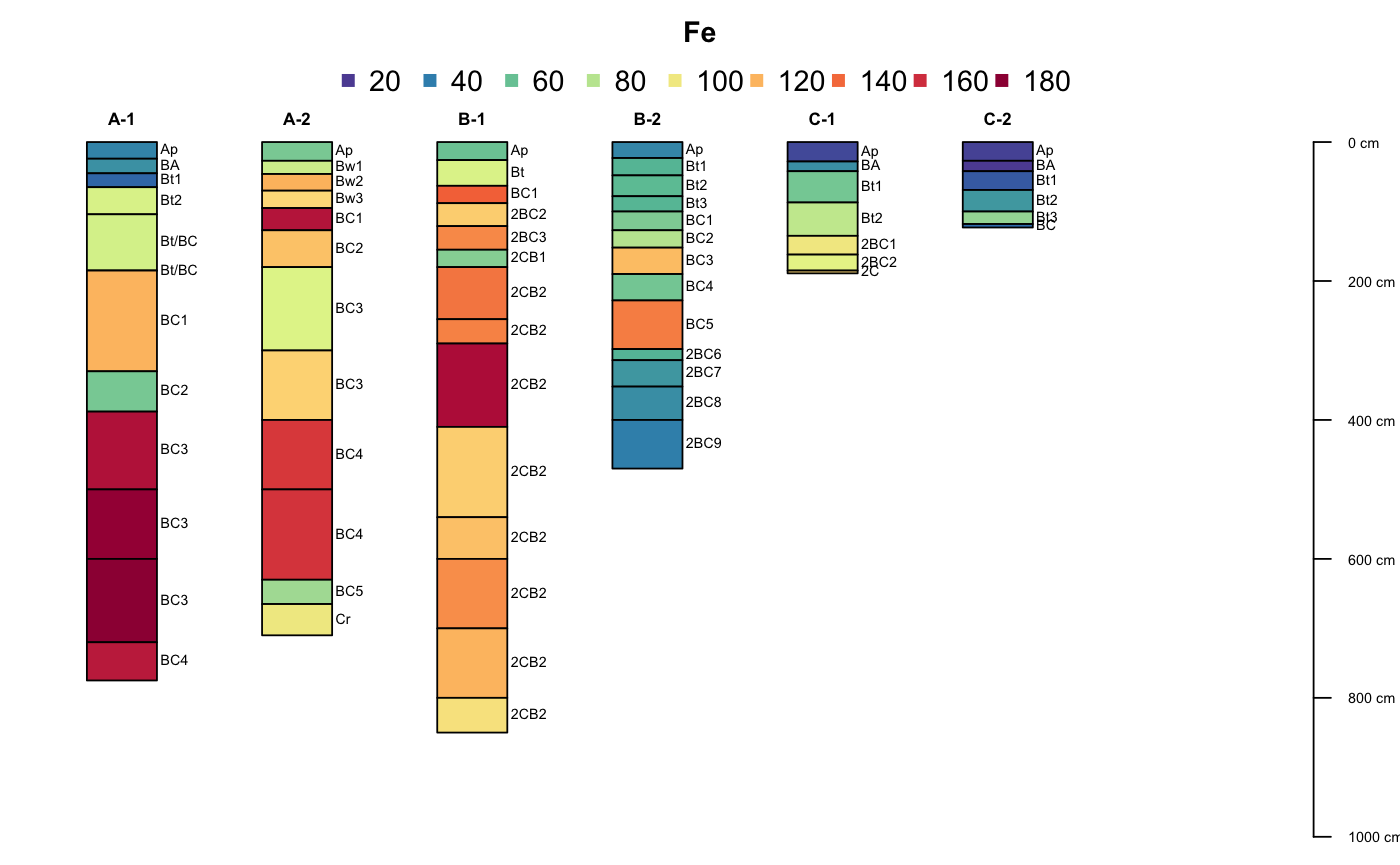 Fe
20 40 60 80 100 120 140 160 180
A-1 A-2 B-1 B-2 C-1 C-2
Ap
BA
Bt1
Bt2
Bt/BC
Bt/BC
BC1
BC2
BC3
BC3
BC3
BC4
Ap
Bw1
Bw2
Bw3
BC1
BC2
BC3
BC3
BC4
BC4
BC5
Cr
Ap
Bt
BC1
2BC2
2BC3
2CB1
2CB2
2CB2
2CB2
2CB2
2CB2
2CB2
2CB2
2CB2
Ap
Bt1
Bt2
Bt3
BC1
BC2
BC3
BC4
BC5
2BC6
2BC7
2BC8
2BC9
Ap
BA
Bt1
Bt2
2BC1
2BC2
2C
Ap
BA
Bt1
Bt2
Bt3
BC
0 cm
200 cm
400 cm
600 cm
800 cm
1000 cm